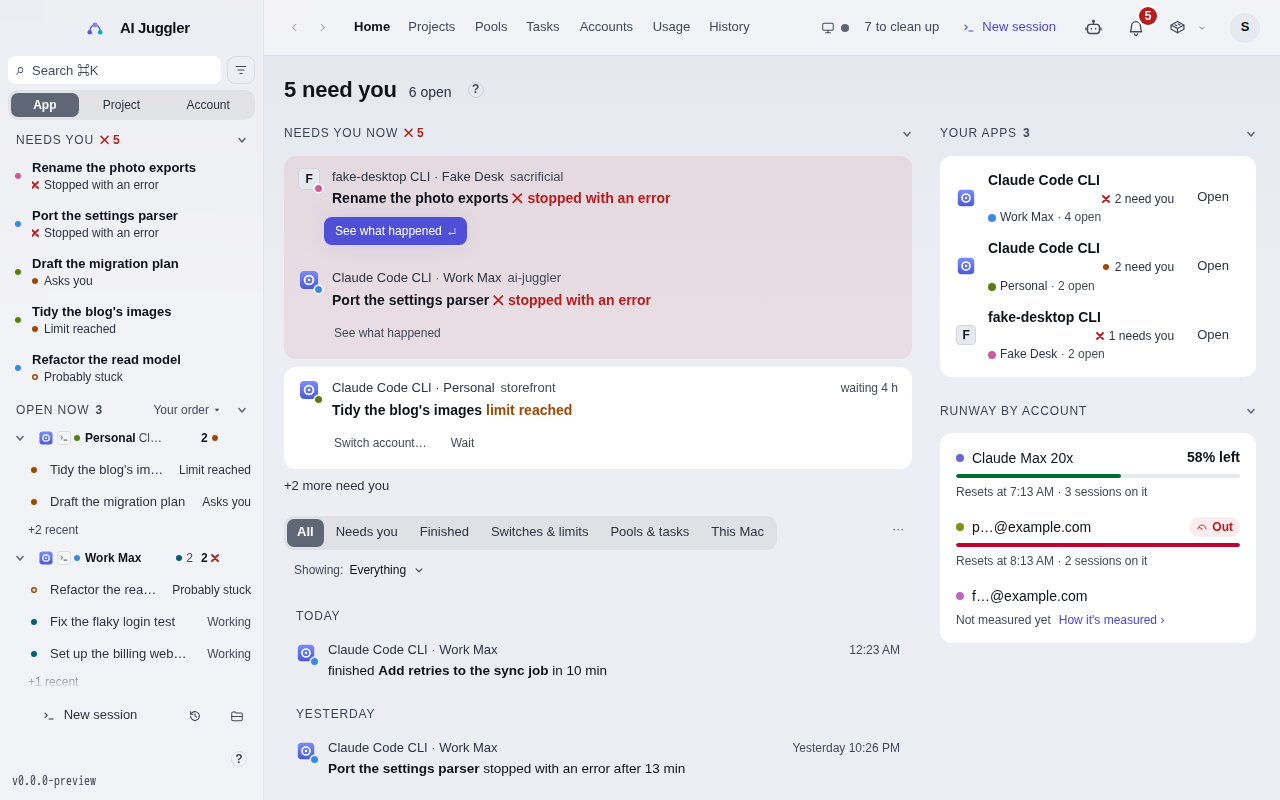 AI Juggler
Search ⌘K
App Project Account
NEEDS YOU 5
Rename the photo exports
Stopped with an error
Port the settings parser
Stopped with an error
Draft the migration plan
Asks you
Tidy the blog's images
Limit reached
Refactor the read model
Probably stuck
OPEN NOW 3 Your order
Personal Cl… 2
Tidy the blog's im… Limit reached
Draft the migration plan Asks you
+2 recent
Work Max 2 2
Refactor the rea… Probably stuck
Fix the flaky login test Working
Set up the billing web… Working
+1 recent
New session
?
v0.0.0-preview
Home Projects Pools Tasks Accounts Usage History
7 to clean up New session 5 S
5 need you 6 open ?
NEEDS YOU NOW 5
F fake-desktop CLI · Fake Desk sacrificial
Rename the photo exports stopped with an error
See what happened
Claude Code CLI · Work Max ai-juggler
Port the settings parser stopped with an error
See what happened
Claude Code CLI · Personal storefront waiting 4 h
Tidy the blog's images limit reached
Switch account… Wait
+2 more need you
All Needs you Finished Switches & limits Pools & tasks This Mac …
Showing: Everything
TODAY
Claude Code CLI · Work Max 12:23 AM
finished Add retries to the sync job in 10 min
YESTERDAY
Claude Code CLI · Work Max Yesterday 10:26 PM
Port the settings parser stopped with an error after 13 min
YOUR APPS 3
Claude Code CLI
2 need you Open
Work Max · 4 open
Claude Code CLI
2 need you Open
Personal · 2 open
fake-desktop CLI
F 1 needs you Open
Fake Desk · 2 open
RUNWAY BY ACCOUNT
Claude Max 20x 58% left
Resets at 7:13 AM · 3 sessions on it
p…@example.com Out
Resets at 8:13 AM · 2 sessions on it
f…@example.com
Not measured yet How it's measured ›